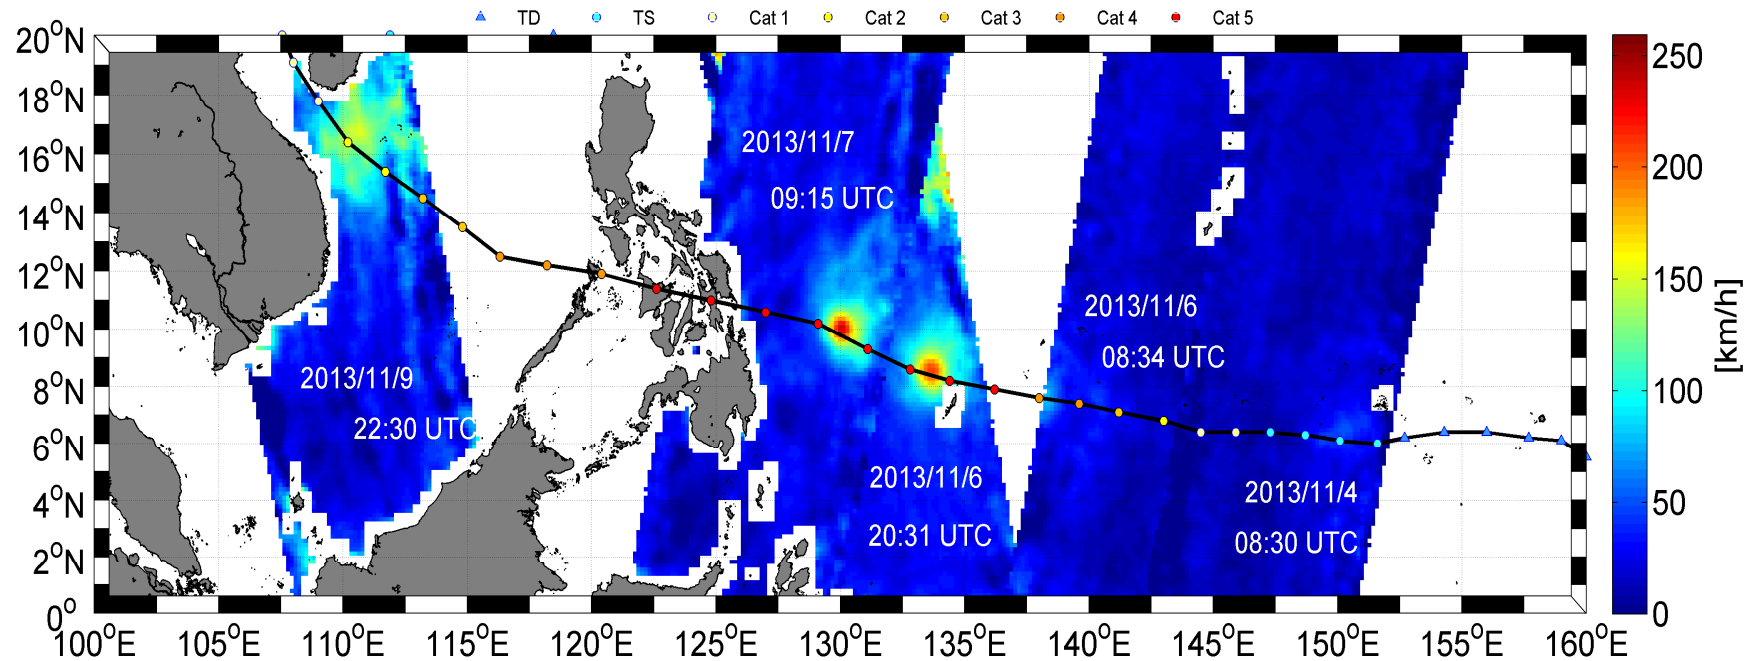 TD TS Cat 1 Cat 2 Cat 3 Cat 4 Cat 5
20°N
18°N
16°N
14°N
12°N
10°N
8°N
6°N
4°N
2°N
0°
2013/11/7
09:15 UTC
2013/11/6
08:34 UTC
2013/11/9
22:30 UTC
2013/11/6
20:31 UTC
2013/11/4
08:30 UTC
100°E 105°E 110°E 115°E 120°E 125°E 130°E 135°E 140°E 145°E 150°E 155°E 160°E
250
200
150
100
50
0
[km/h]